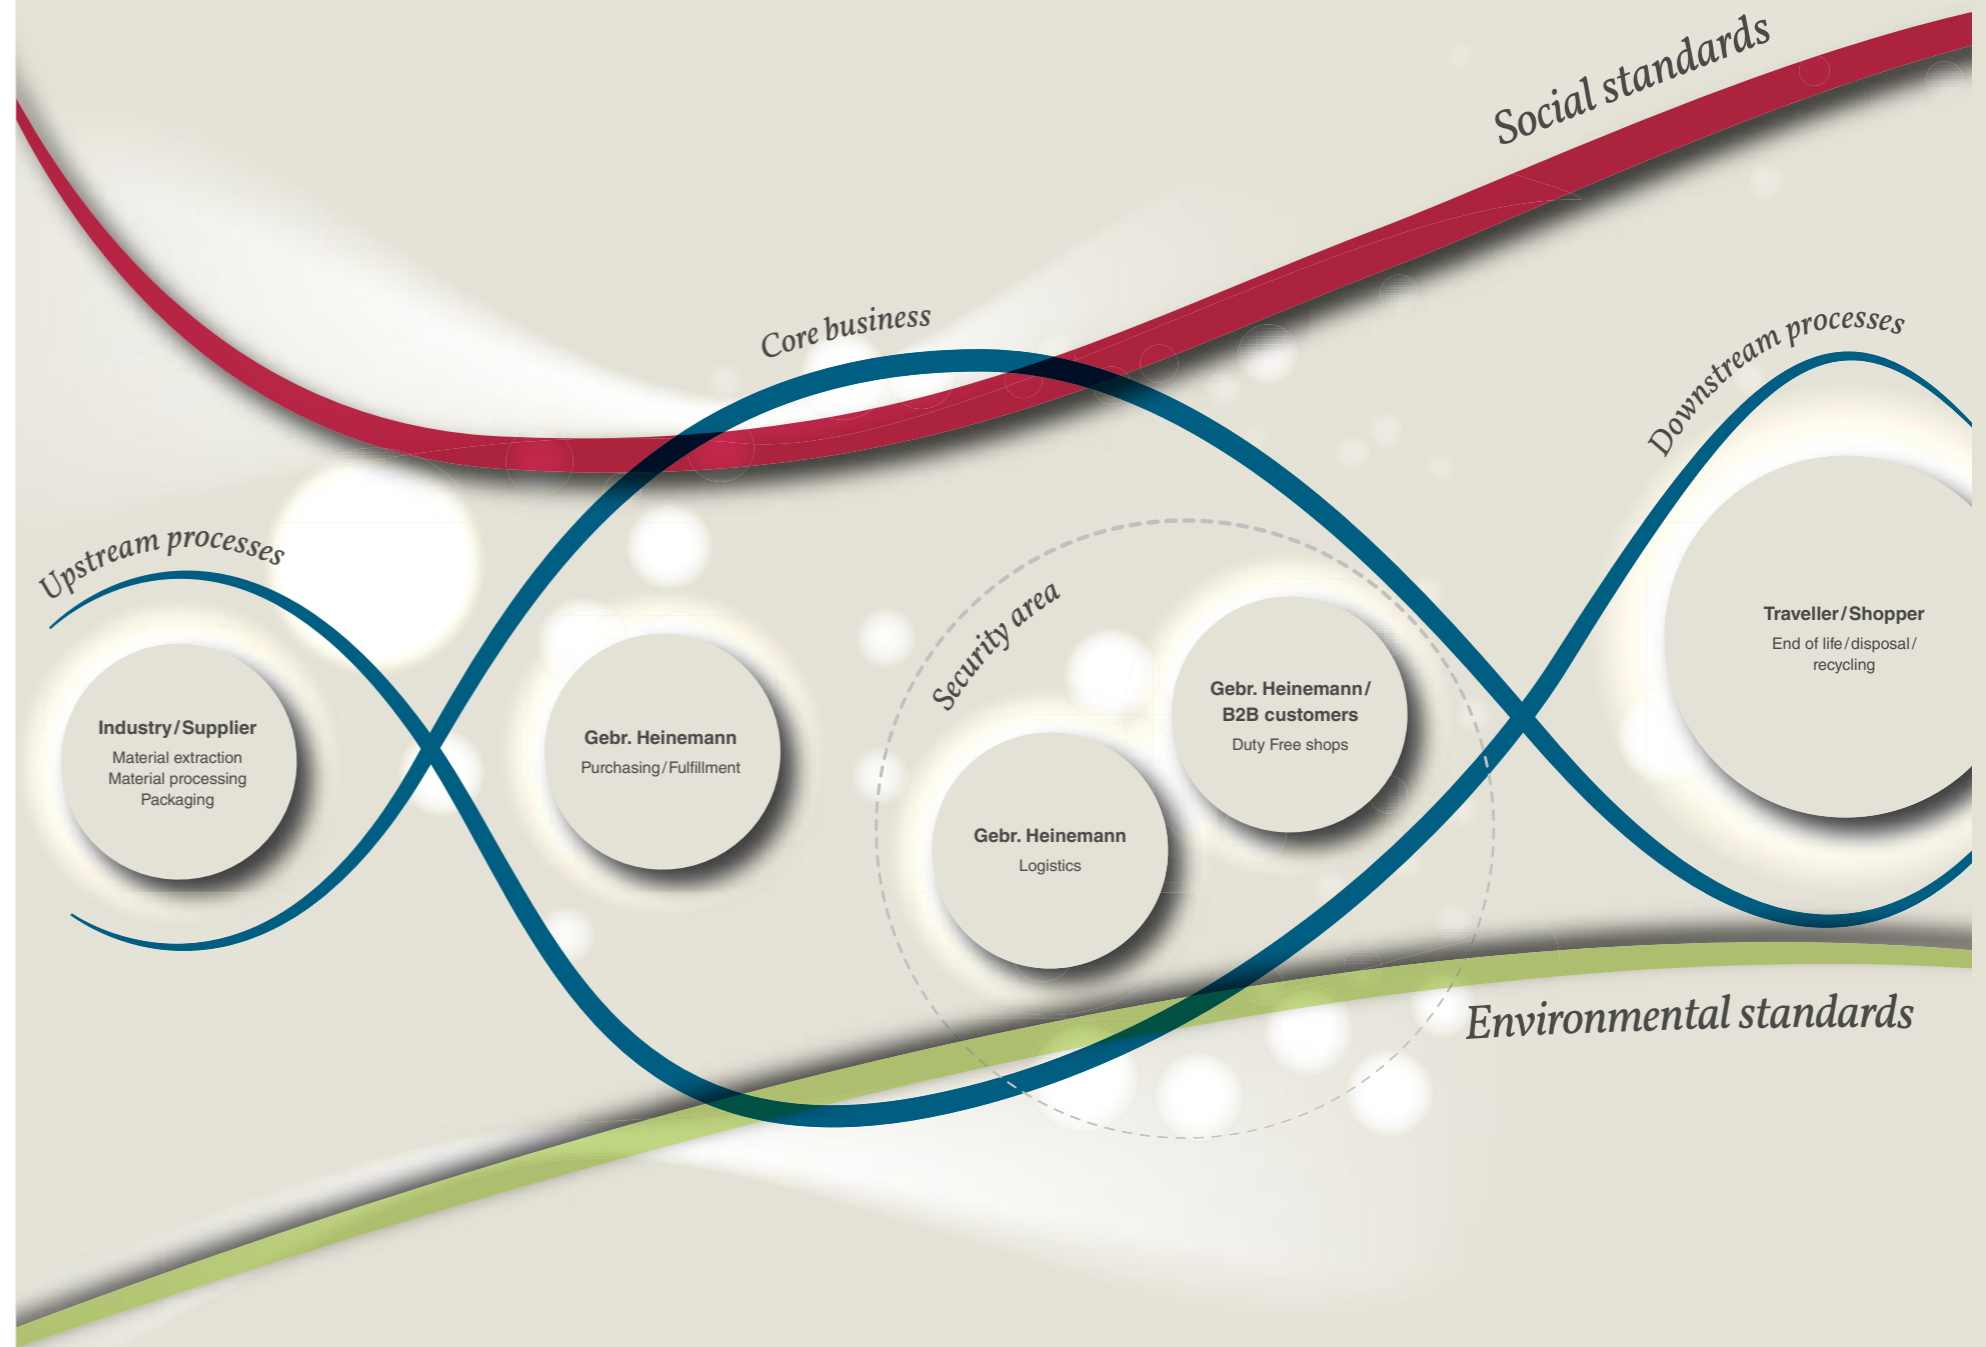 Social standards
Core business
Downstream processes
Upstream processes
Security area
Industry/Supplier
Material extraction
Material processing
Packaging
Gebr. Heinemann
Purchasing/Fulfillment
Gebr. Heinemann
Logistics
Gebr. Heinemann/
B2B customers
Duty Free shops
Traveller/Shopper
End of life/disposal/
recycling
Environmental standards